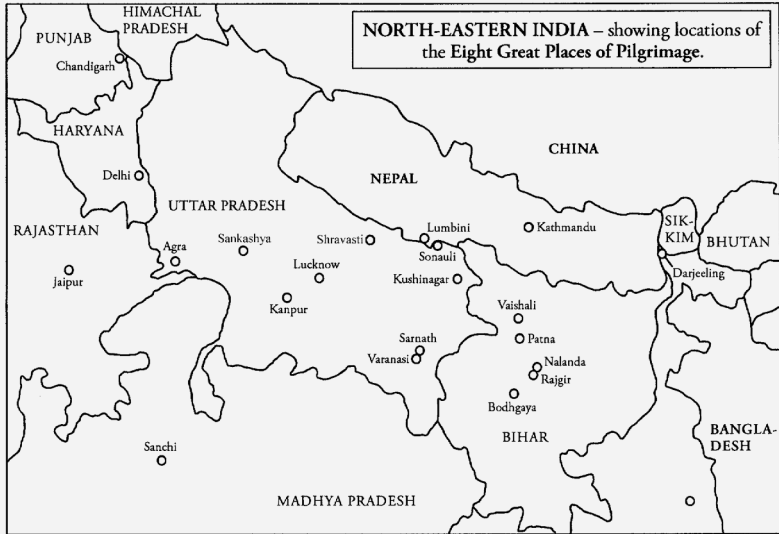 NORTH-EASTERN INDIA – showing locations of
the Eight Great Places of Pilgrimage.
HIMACHAL
PRADESH
PUNJAB
Chandigarh
HARYANA
CHINA
Delhi
NEPAL
UTTAR PRADESH
SIK-
KIM
RAJASTHAN
Sankashya
Shravasti
Lumbini
Kathmandu
BHUTAN
Agra
Sonauli
Jaipur
Lucknow
Kushinagar
Darjeeling
Kanpur
Vaishali
Sarnath
Patna
Varanasi
Nalanda
Rajgir
Bodhgaya
BANGLA-
DESH
BIHAR
Sanchi
MADHYA PRADESH